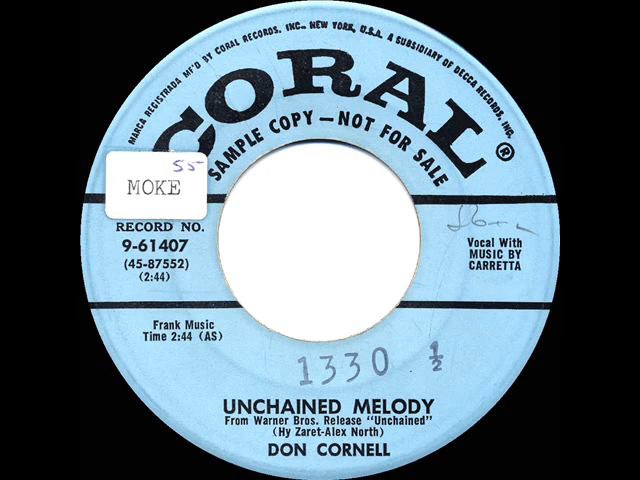 MARCA REGISTRADA MF'D BY CORAL RECORDS, INC., NEW YORK, U.S.A. A SUBSIDIARY OF DECCA RECORDS, INC.
CORAL ®
SAMPLE COPY — NOT FOR SALE
55
MOKE
RECORD NO.
9-61407
(45-87552)
(2:44)
Vocal With
MUSIC BY
CARRETTA
Frank Music
Time 2:44 (AS)
1330 ½
UNCHAINED MELODY
From Warner Bros. Release "Unchained"
(Hy Zaret-Alex North)
DON CORNELL